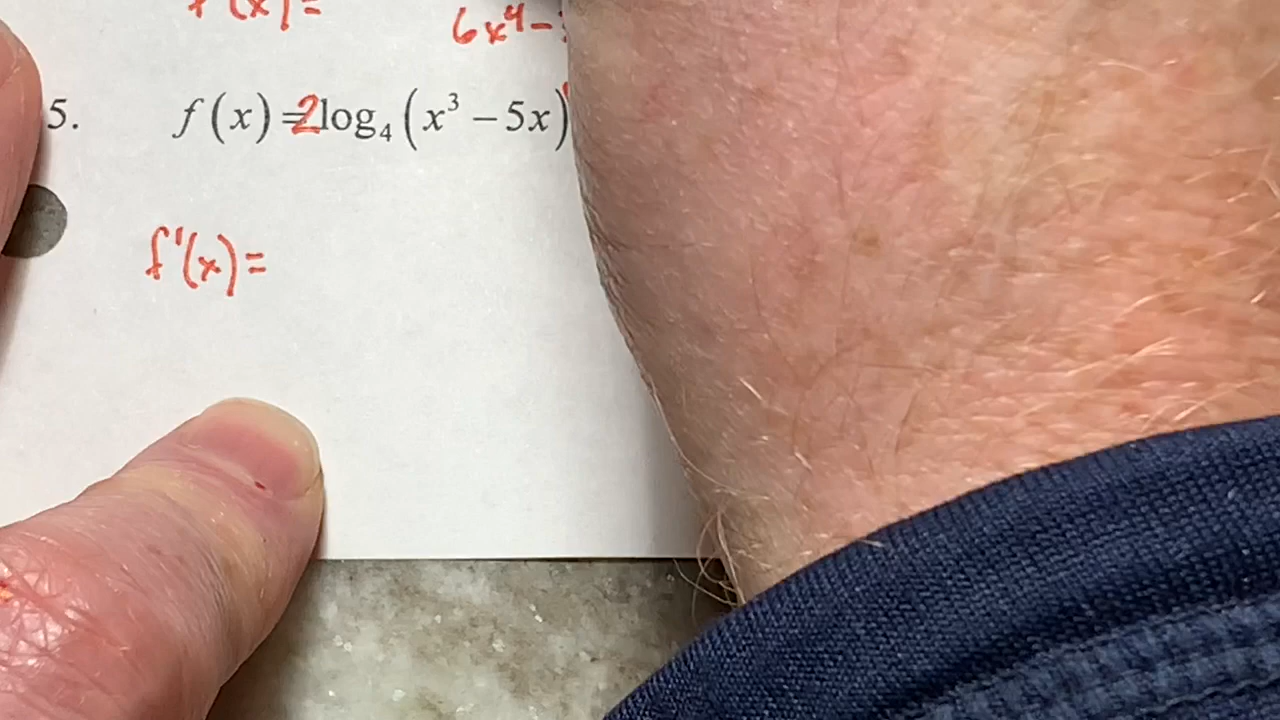 f'(x)=
6x⁴-
5. f(x)=2log₄(x³-5x)
f'(x)=